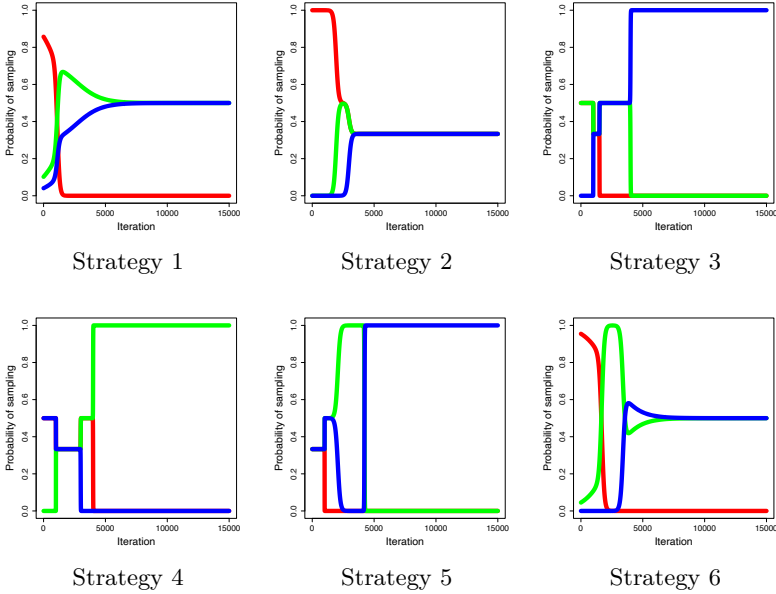 Probability of sampling
0.0 0.2 0.4 0.6 0.8 1.0
0 5000 10000 15000
Iteration
Strategy 1
Probability of sampling
0.0 0.2 0.4 0.6 0.8 1.0
0 5000 10000 15000
Iteration
Strategy 2
Probability of sampling
0.0 0.2 0.4 0.6 0.8 1.0
0 5000 10000 15000
Iteration
Strategy 3
Probability of sampling
0.0 0.2 0.4 0.6 0.8 1.0
0 5000 10000 15000
Iteration
Strategy 4
Probability of sampling
0.0 0.2 0.4 0.6 0.8 1.0
0 5000 10000 15000
Iteration
Strategy 5
Probability of sampling
0.0 0.2 0.4 0.6 0.8 1.0
0 5000 10000 15000
Iteration
Strategy 6